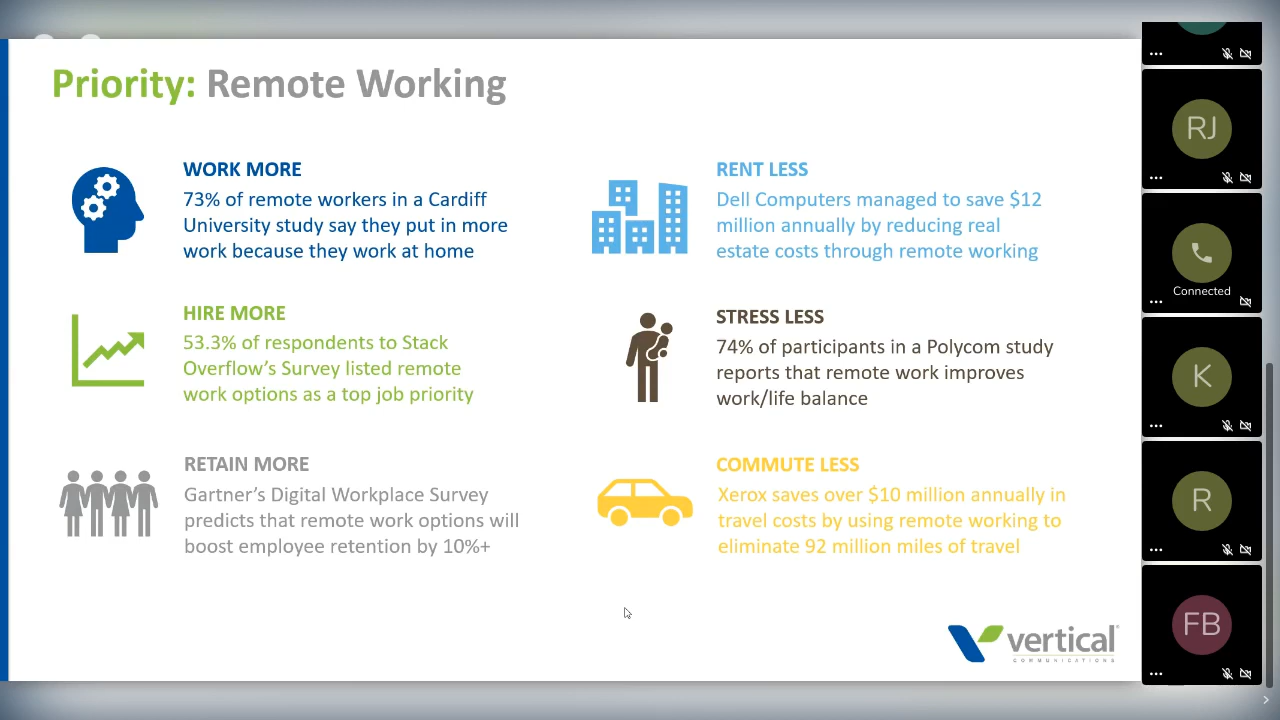 Priority: Remote Working
WORK MORE
73% of remote workers in a Cardiff
University study say they put in more
work because they work at home
HIRE MORE
53.3% of respondents to Stack
Overflow’s Survey listed remote
work options as a top job priority
RETAIN MORE
Gartner’s Digital Workplace Survey
predicts that remote work options will
boost employee retention by 10%+
RENT LESS
Dell Computers managed to save $12
million annually by reducing real
estate costs through remote working
STRESS LESS
74% of participants in a Polycom study
reports that remote work improves
work/life balance
COMMUTE LESS
Xerox saves over $10 million annually in
travel costs by using remote working to
eliminate 92 million miles of travel
vertical®
COMMUNICATIONS
RJ
Connected
K
R
FB